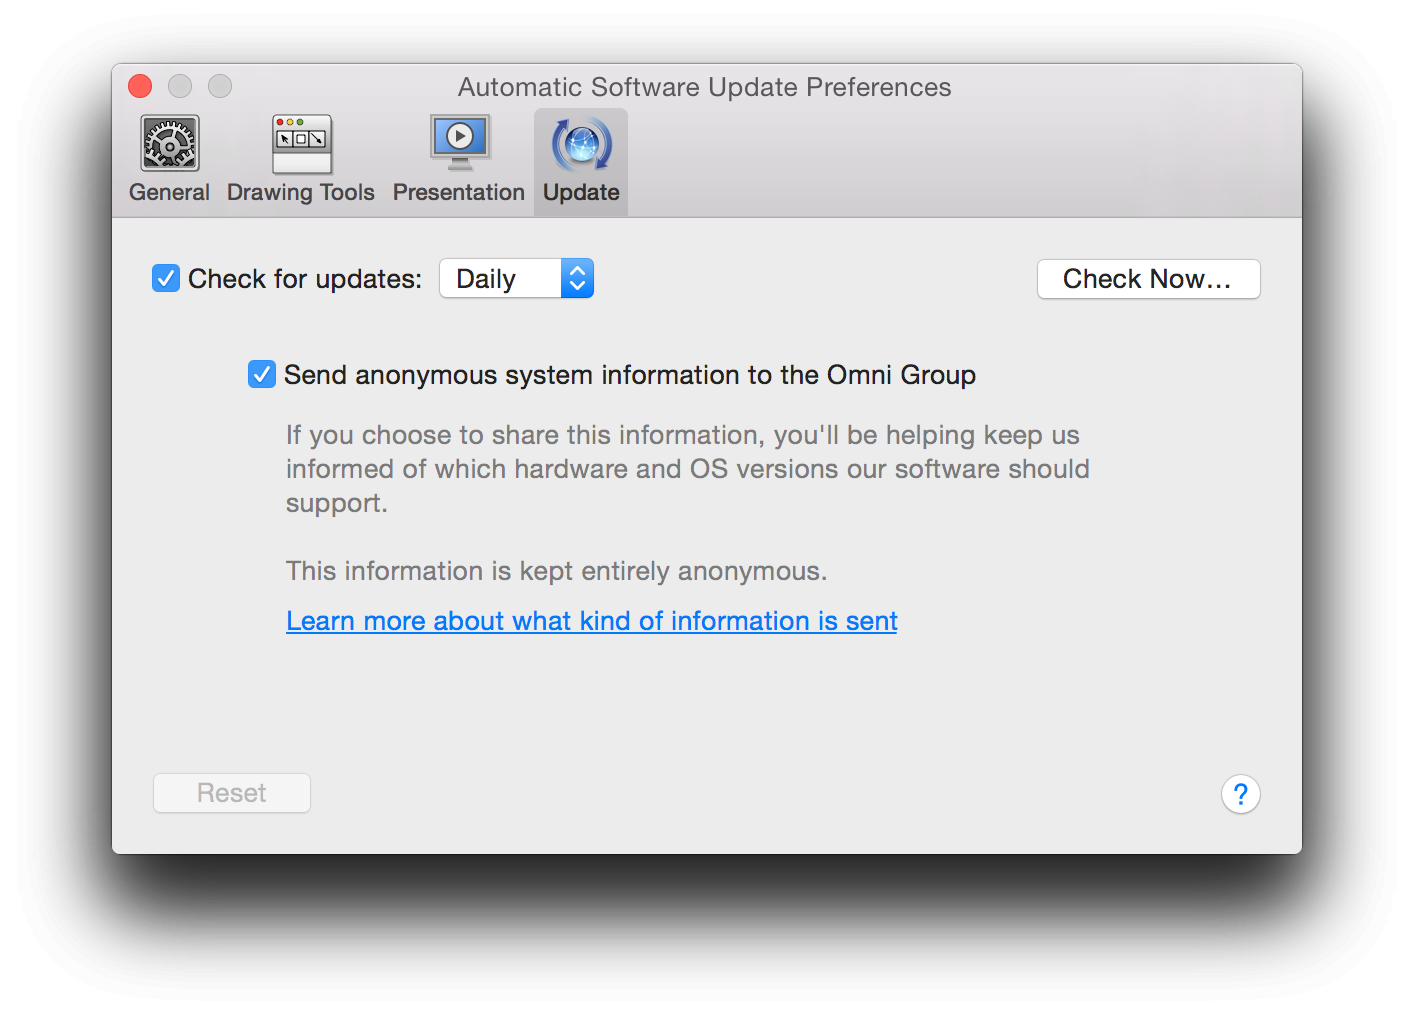 Automatic Software Update Preferences
General Drawing Tools Presentation Update
Check for updates: Daily Check Now...
Send anonymous system information to the Omni Group
If you choose to share this information, you'll be helping keep us
informed of which hardware and OS versions our software should
support.
This information is kept entirely anonymous.
Learn more about what kind of information is sent
Reset ?